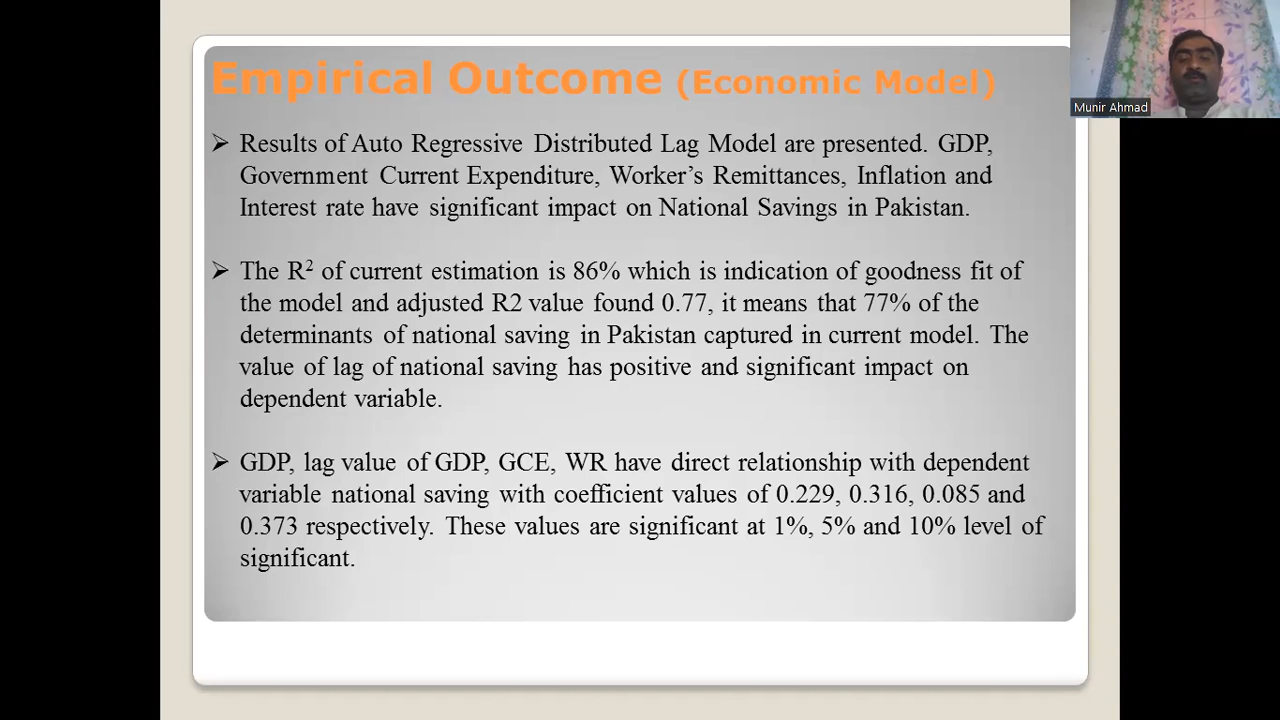 Empirical Outcome (Economic Model)
Munir Ahmad
➢ Results of Auto Regressive Distributed Lag Model are presented. GDP,
Government Current Expenditure, Worker’s Remittances, Inflation and
Interest rate have significant impact on National Savings in Pakistan.
➢ The R² of current estimation is 86% which is indication of goodness fit of
the model and adjusted R2 value found 0.77, it means that 77% of the
determinants of national saving in Pakistan captured in current model. The
value of lag of national saving has positive and significant impact on
dependent variable.
➢ GDP, lag value of GDP, GCE, WR have direct relationship with dependent
variable national saving with coefficient values of 0.229, 0.316, 0.085 and
0.373 respectively. These values are significant at 1%, 5% and 10% level of
significant.